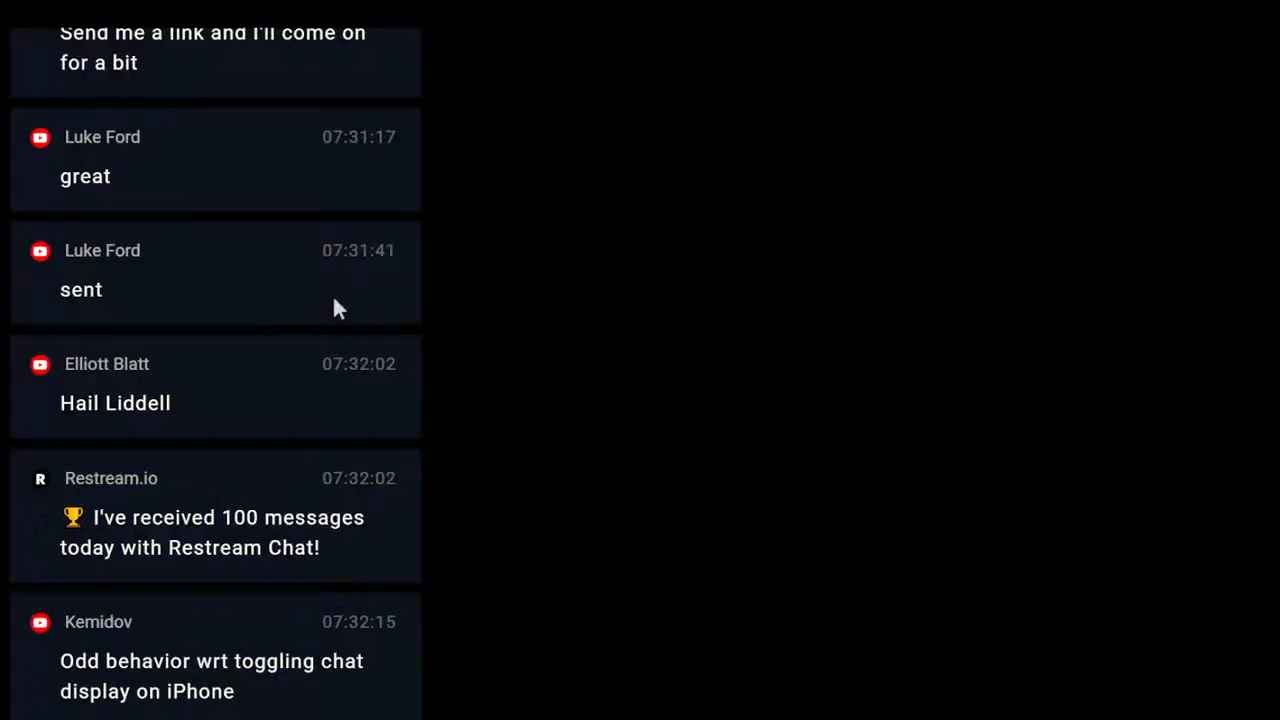 Send me a link and I'll come on
for a bit
Luke Ford 07:31:17
great
Luke Ford 07:31:41
sent
Elliott Blatt 07:32:02
Hail Liddell
R Restream.io 07:32:02
🏆 I've received 100 messages
today with Restream Chat!
Kemidov 07:32:15
Odd behavior wrt toggling chat
display on iPhone